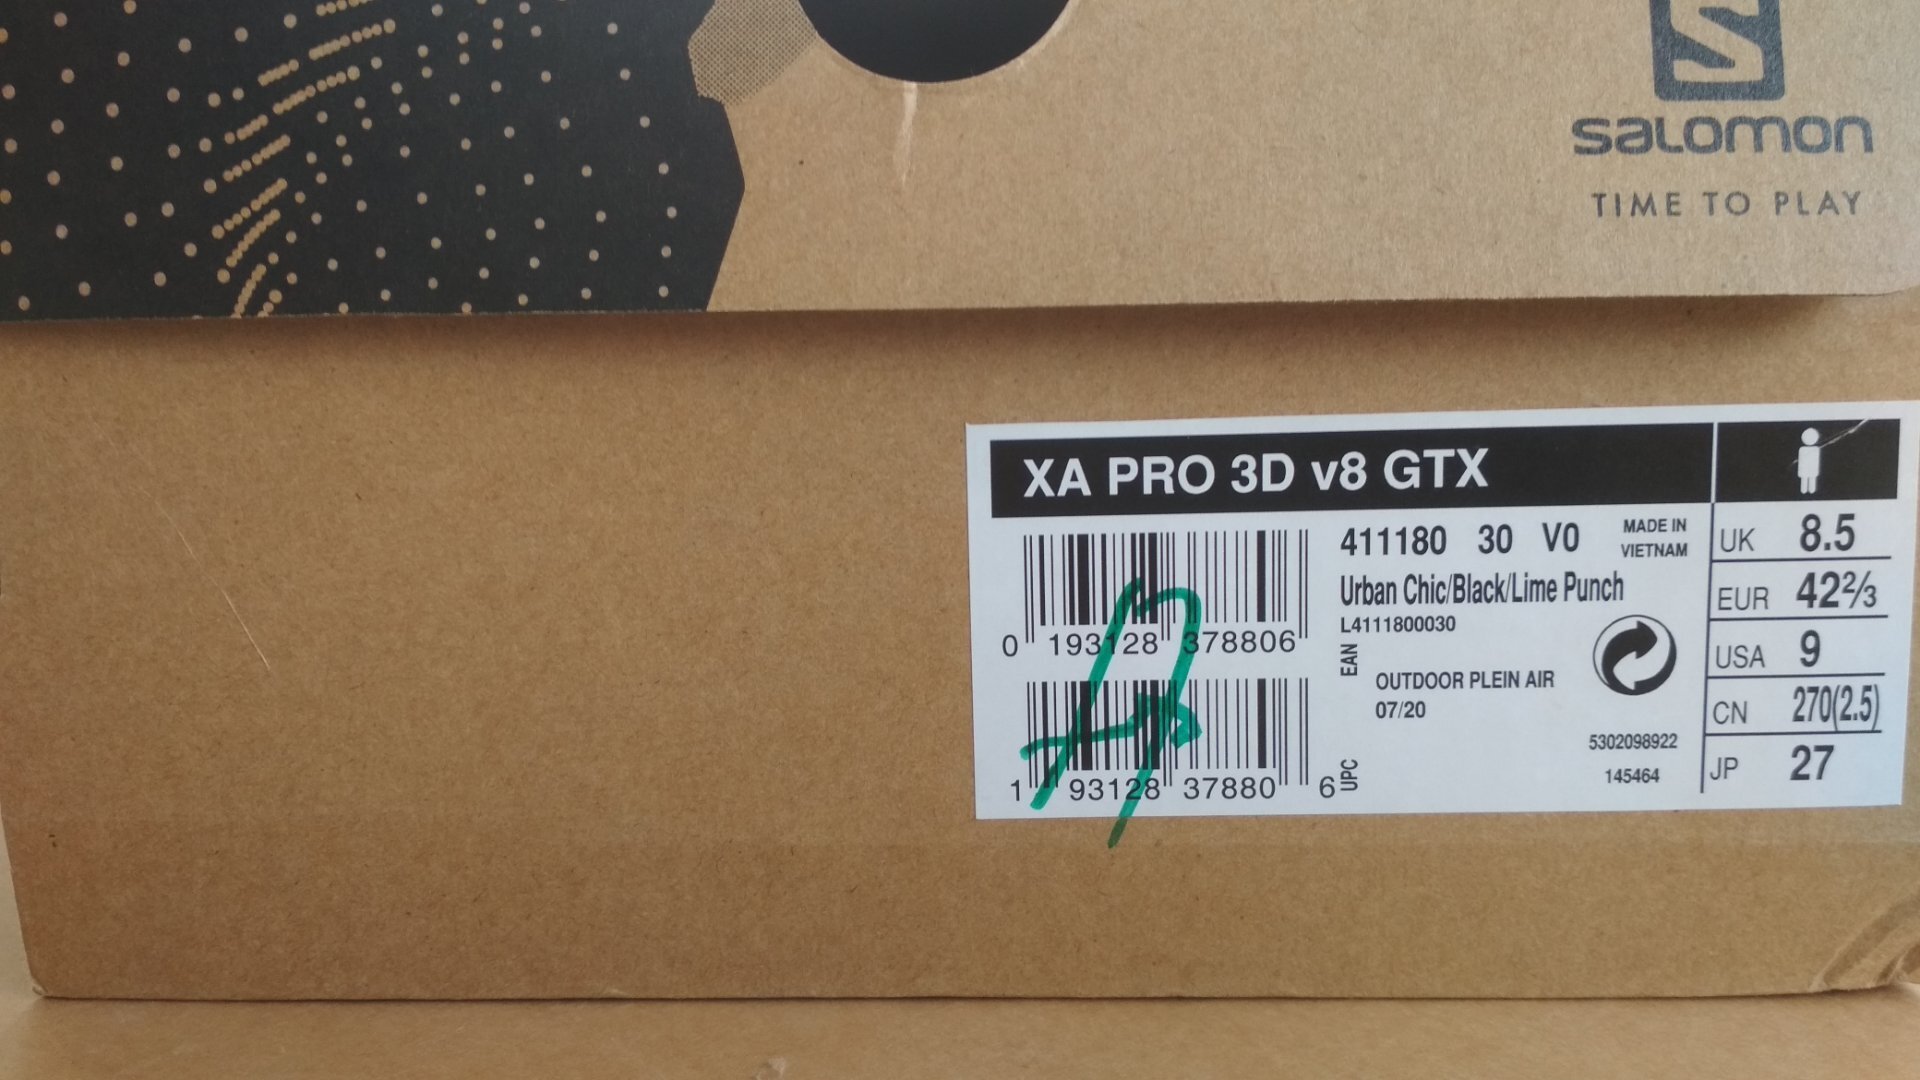 SALOMON
TIME TO PLAY
XA PRO 3D v8 GTX
411180 30 V0
MADE IN
VIETNAM
Urban Chic/Black/Lime Punch
L4111800030
0 193128 378806
EAN
OUTDOOR PLEIN AIR
07/20
5302098922
145464
1 93128 37880 6
UPC
UK 8.5
EUR 42⅔
USA 9
CN 270(2.5)
JP 27